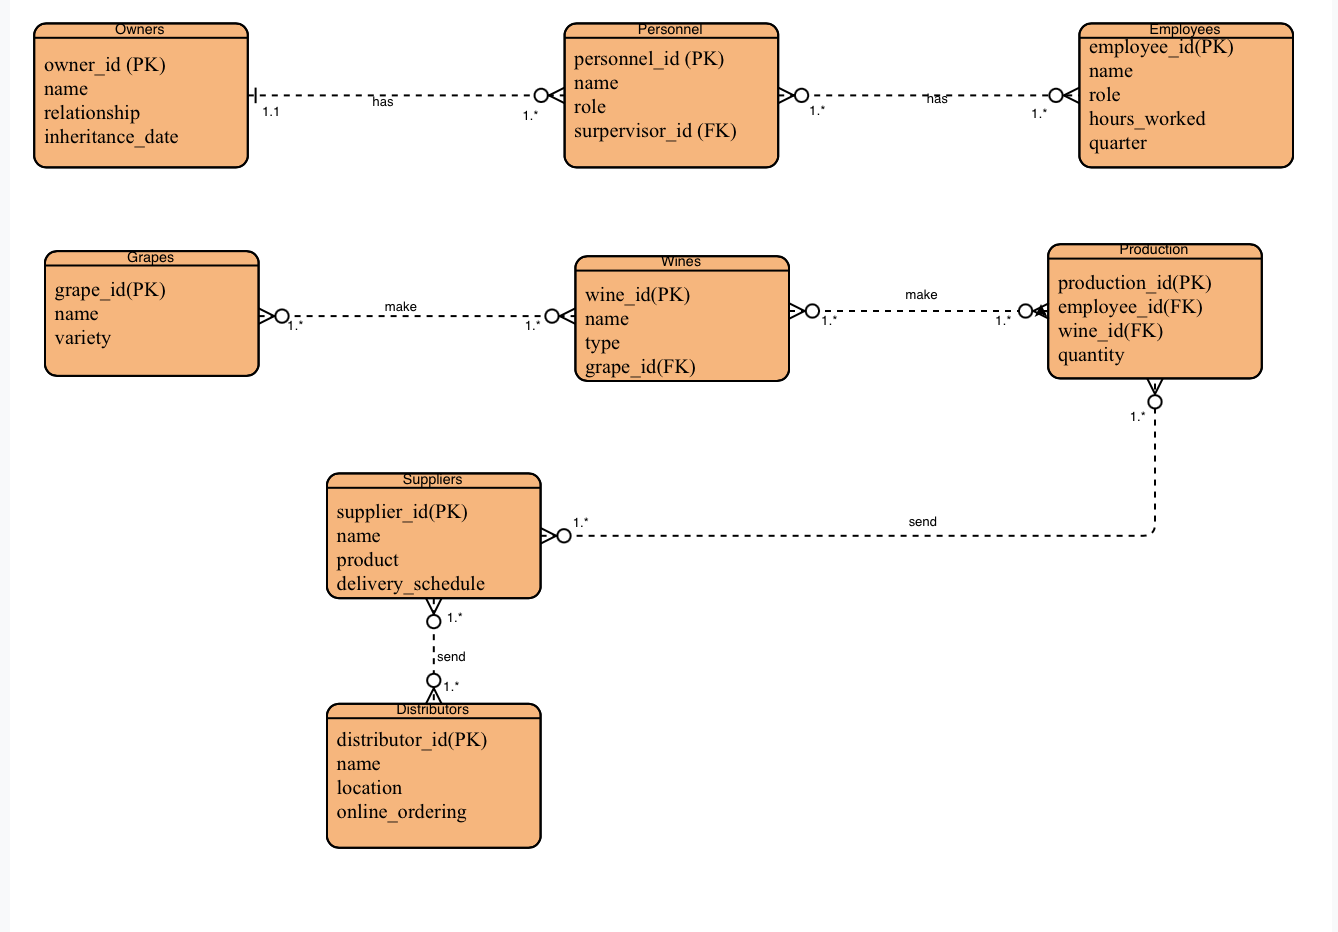 Owners
owner_id (PK)
name
relationship
inheritance_date
1.1
has
1.*
Personnel
personnel_id (PK)
name
role
surpervisor_id (FK)
1.*
has
1.*
Employees
employee_id(PK)
name
role
hours_worked
quarter
Grapes
grape_id(PK)
name
variety
1.*
make
1.*
Wines
wine_id(PK)
name
type
grape_id(FK)
1.*
make
1.*
Production
production_id(PK)
employee_id(FK)
wine_id(FK)
quantity
1.*
send
1.*
Suppliers
supplier_id(PK)
name
product
delivery_schedule
1.*
send
1.*
Distributors
distributor_id(PK)
name
location
online_ordering